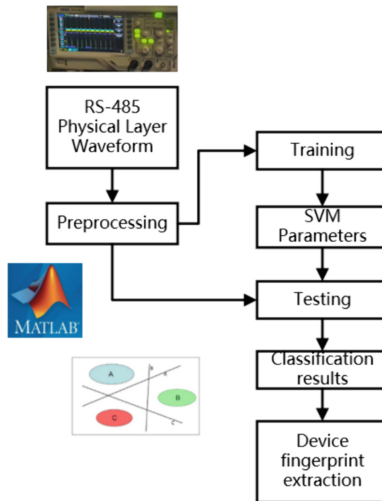 RS-485
Physical Layer
Waveform
Training
Preprocessing
SVM
Parameters
Testing
MATLAB
Classification
results
A
B
C
Device
fingerprint
extraction